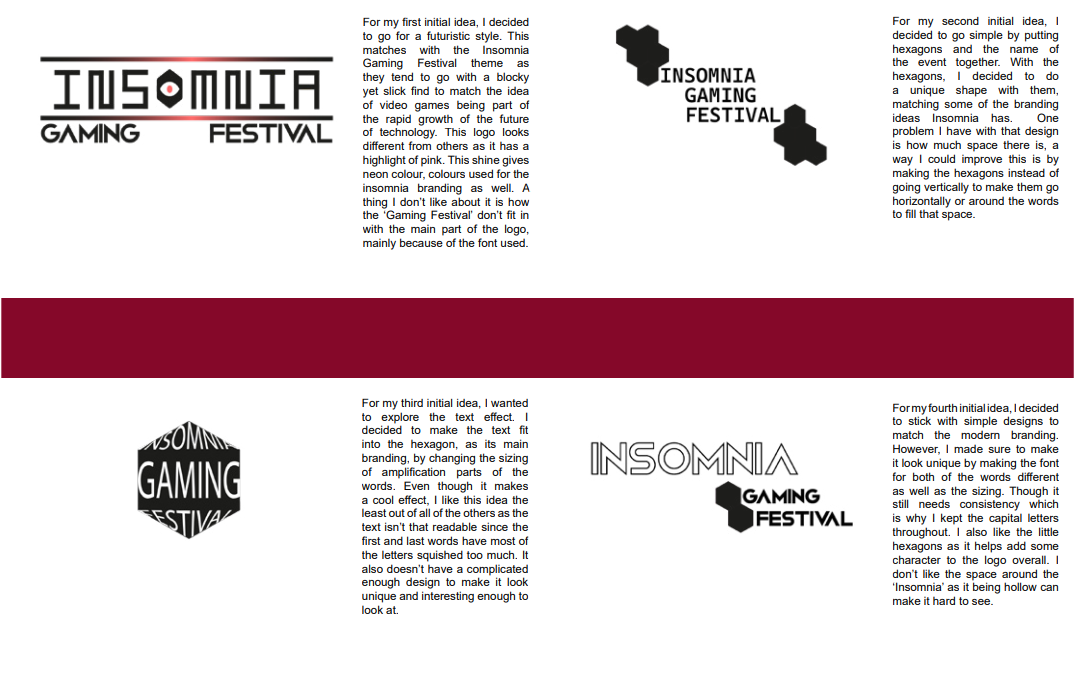 INSOMNIA
GAMING FESTIVAL
For my first initial idea, I decided
to go for a futuristic style. This
matches with the Insomnia
Gaming Festival theme as
they tend to go with a blocky
yet slick find to match the idea
of video games being part of
the rapid growth of the future
of technology. This logo looks
different from others as it has a
highlight of pink. This shine gives
neon colour, colours used for the
insomnia branding as well. A
thing I don't like about it is how
the 'Gaming Festival' don't fit in
with the main part of the logo,
mainly because of the font used.
INSOMNIA
GAMING
FESTIVAL
For my second initial idea, I
decided to go simple by putting
hexagons and the name of
the event together. With the
hexagons, I decided to do
a unique shape with them,
matching some of the branding
ideas Insomnia has. One
problem I have with that design
is how much space there is, a
way I could improve this is by
making the hexagons instead of
going vertically to make them go
horizontally or around the words
to fill that space.
INSOMNIA
GAMING
FESTIVAL
For my third initial idea, I wanted
to explore the text effect. I
decided to make the text fit
into the hexagon, as its main
branding, by changing the sizing
of amplification parts of the
words. Even though it makes
a cool effect, I like this idea the
least out of all of the others as the
text isn't that readable since the
first and last words have most of
the letters squished too much. It
also doesn't have a complicated
enough design to make it look
unique and interesting enough to
look at.
INSOMNIA
GAMING
FESTIVAL
For my fourth initial idea, I decided
to stick with simple designs to
match the modern branding.
However, I made sure to make
it look unique by making the font
for both of the words different
as well as the sizing. Though it
still needs consistency which
is why I kept the capital letters
throughout. I also like the little
hexagons as it helps add some
character to the logo overall. I
don't like the space around the
'Insomnia' as it being hollow can
make it hard to see.